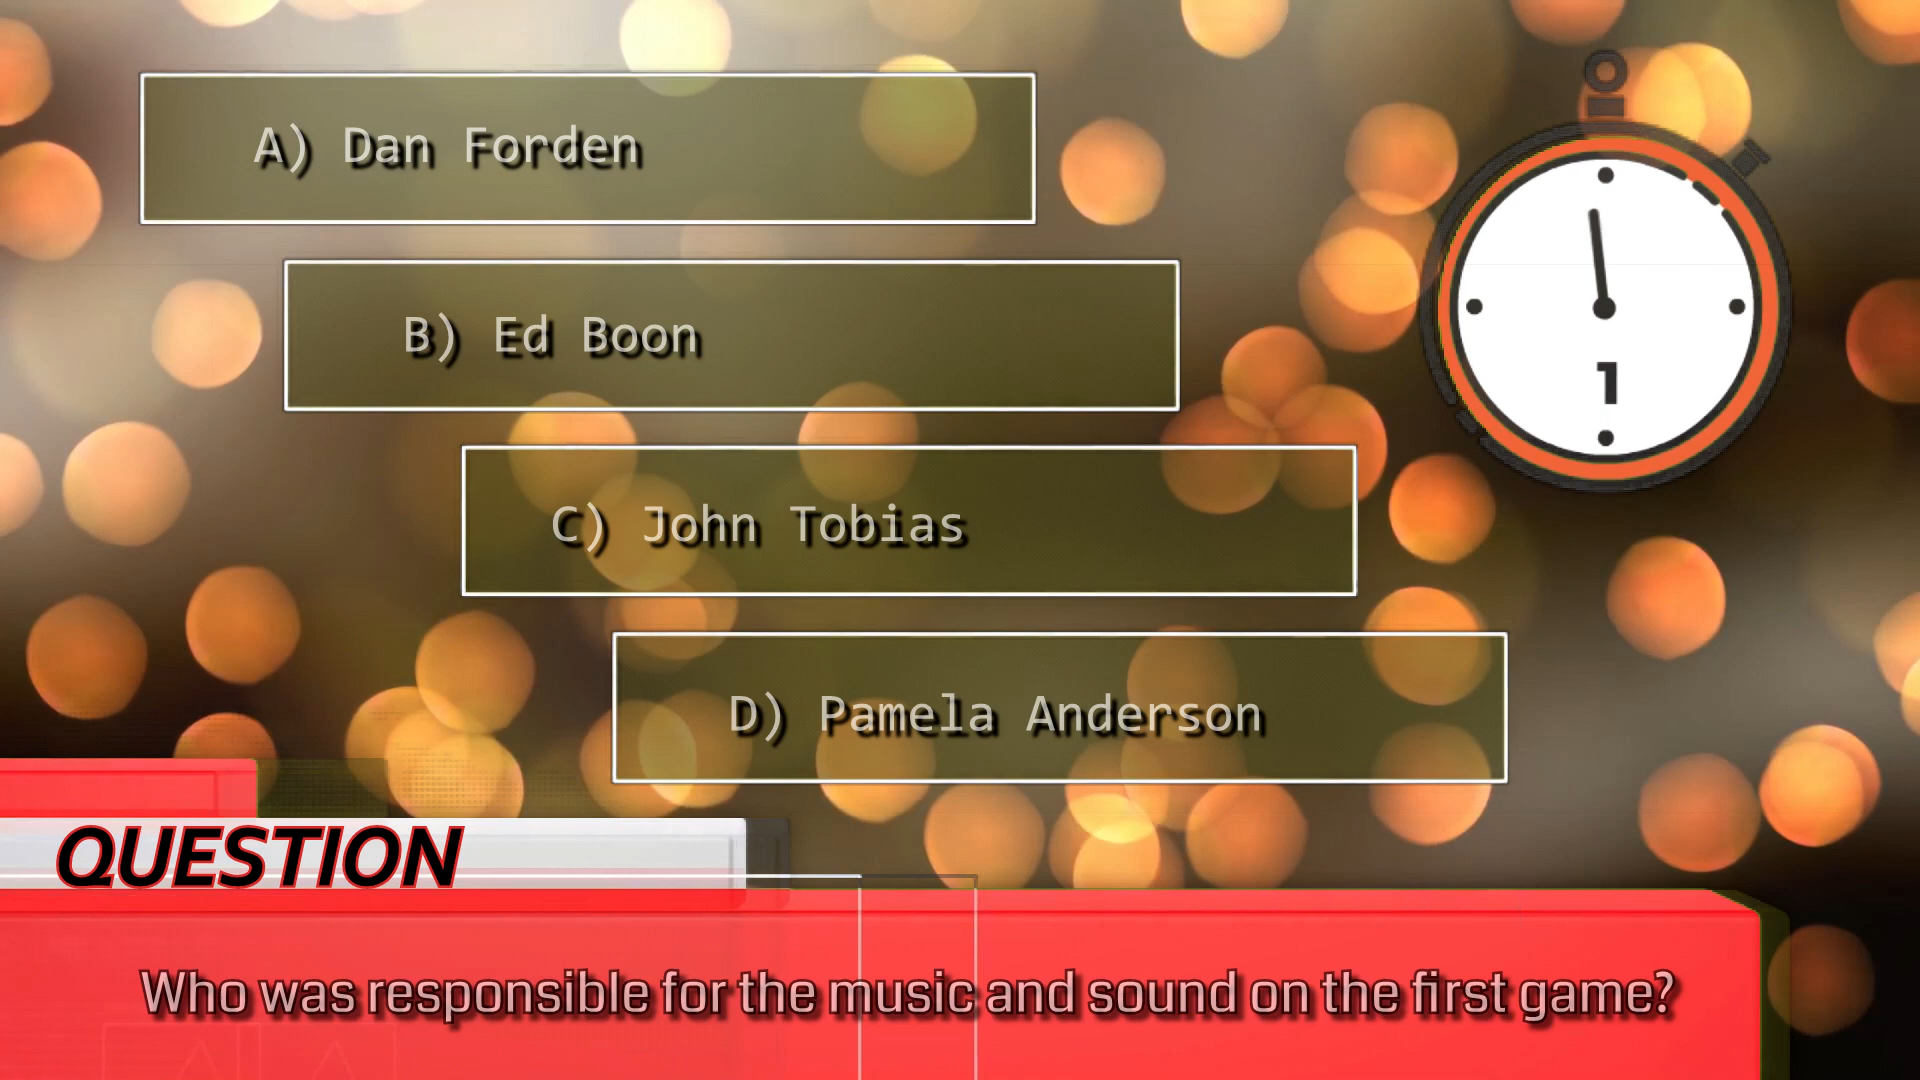 A) Dan Forden
B) Ed Boon
C) John Tobias
1
D) Pamela Anderson
QUESTION
Who was responsible for the music and sound on the first game?